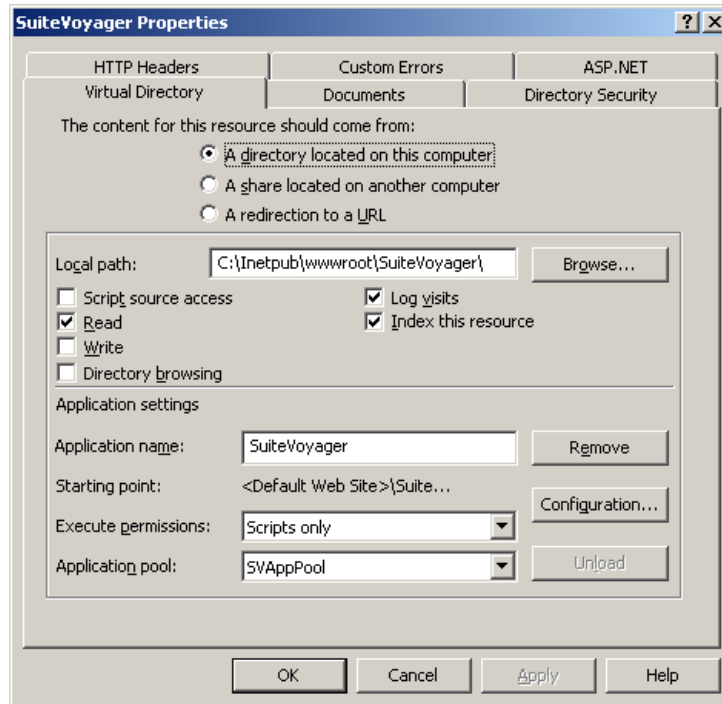 SuiteVoyager Properties
HTTP Headers Custom Errors ASP.NET
Virtual Directory Documents Directory Security
The content for this resource should come from:
A directory located on this computer
A share located on another computer
A redirection to a URL
Local path: C:\Inetpub\wwwroot\SuiteVoyager\ Browse...
Script source access Log visits
Read Index this resource
Write
Directory browsing
Application settings
Application name: SuiteVoyager Remove
Starting point: <Default Web Site>\Suite...
Configuration...
Execute permissions: Scripts only
Application pool: SVAppPool Unload
OK Cancel Apply Help